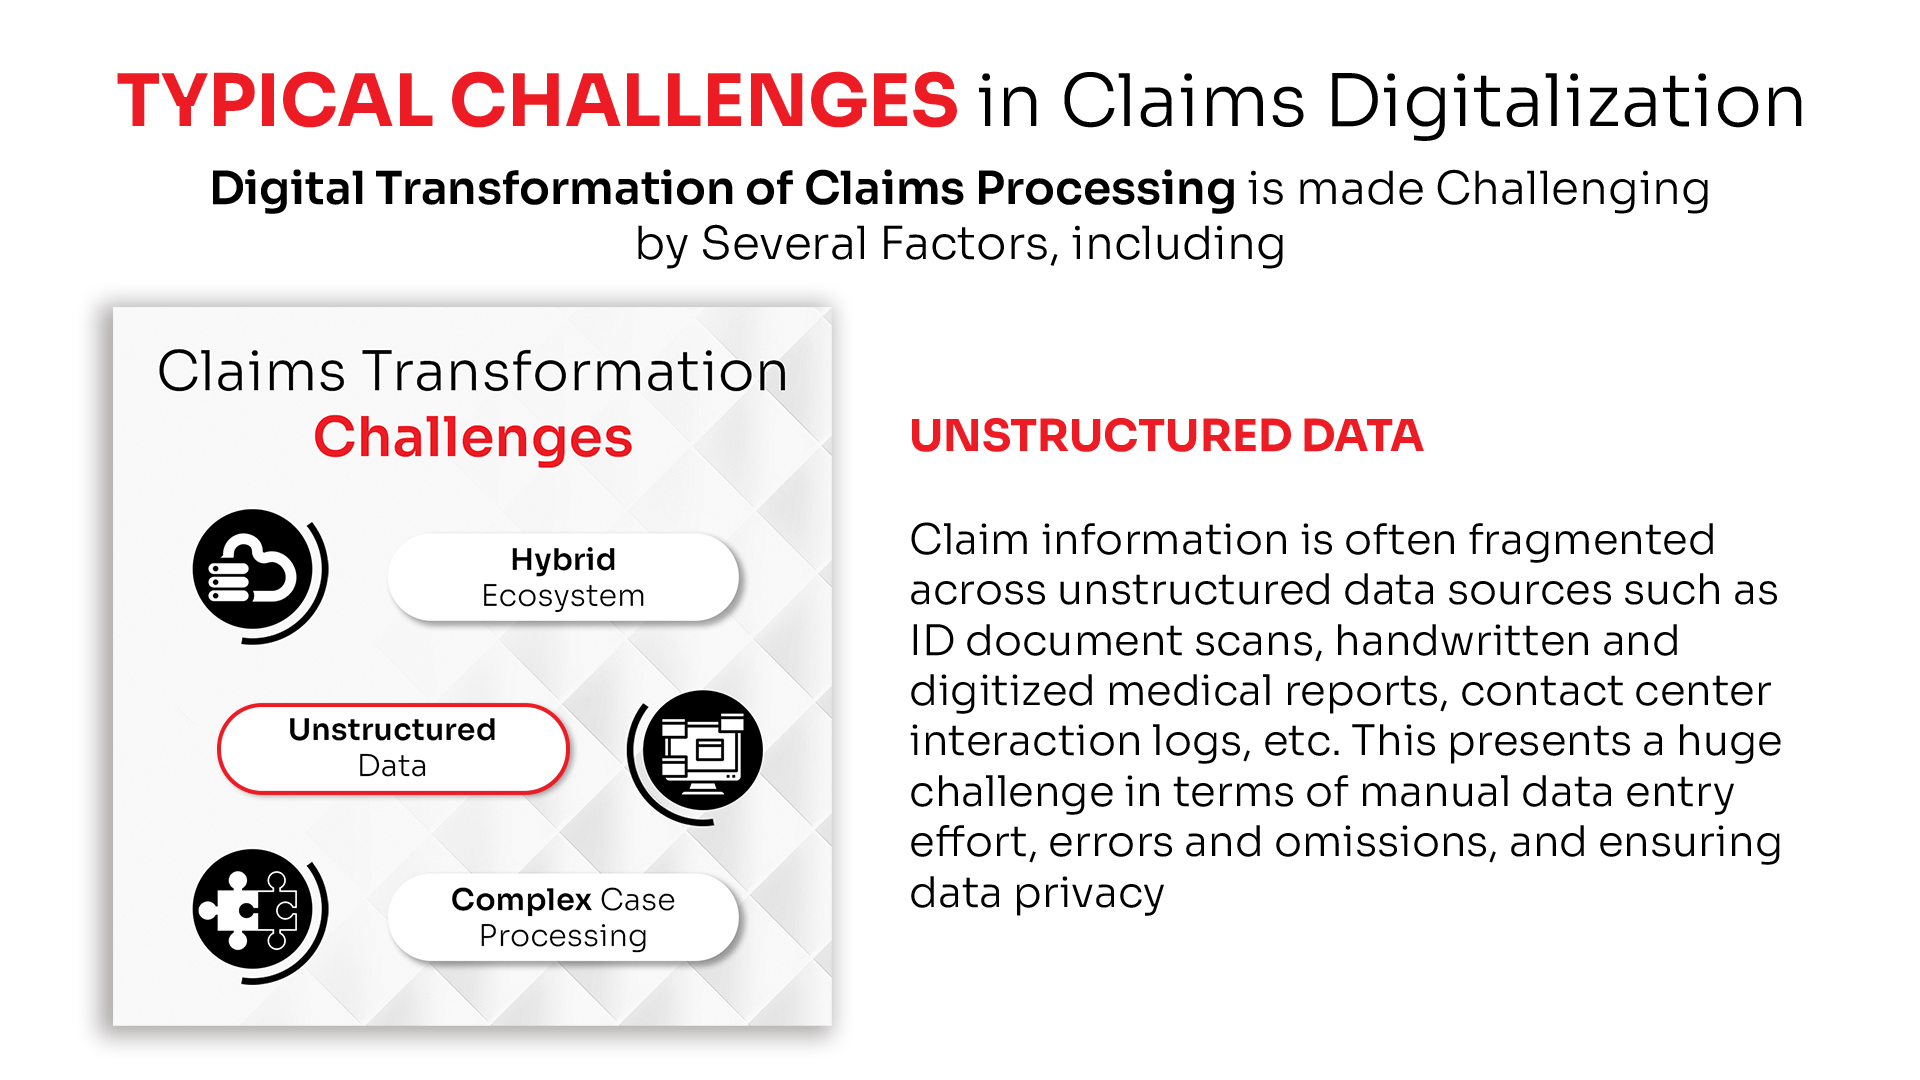 TYPICAL CHALLENGES in Claims Digitalization
Digital Transformation of Claims Processing is made Challenging
by Several Factors, including
Claims Transformation
Challenges
Hybrid
Ecosystem
Unstructured
Data
Complex Case
Processing
UNSTRUCTURED DATA
Claim information is often fragmented
across unstructured data sources such as
ID document scans, handwritten and
digitized medical reports, contact center
interaction logs, etc. This presents a huge
challenge in terms of manual data entry
effort, errors and omissions, and ensuring
data privacy